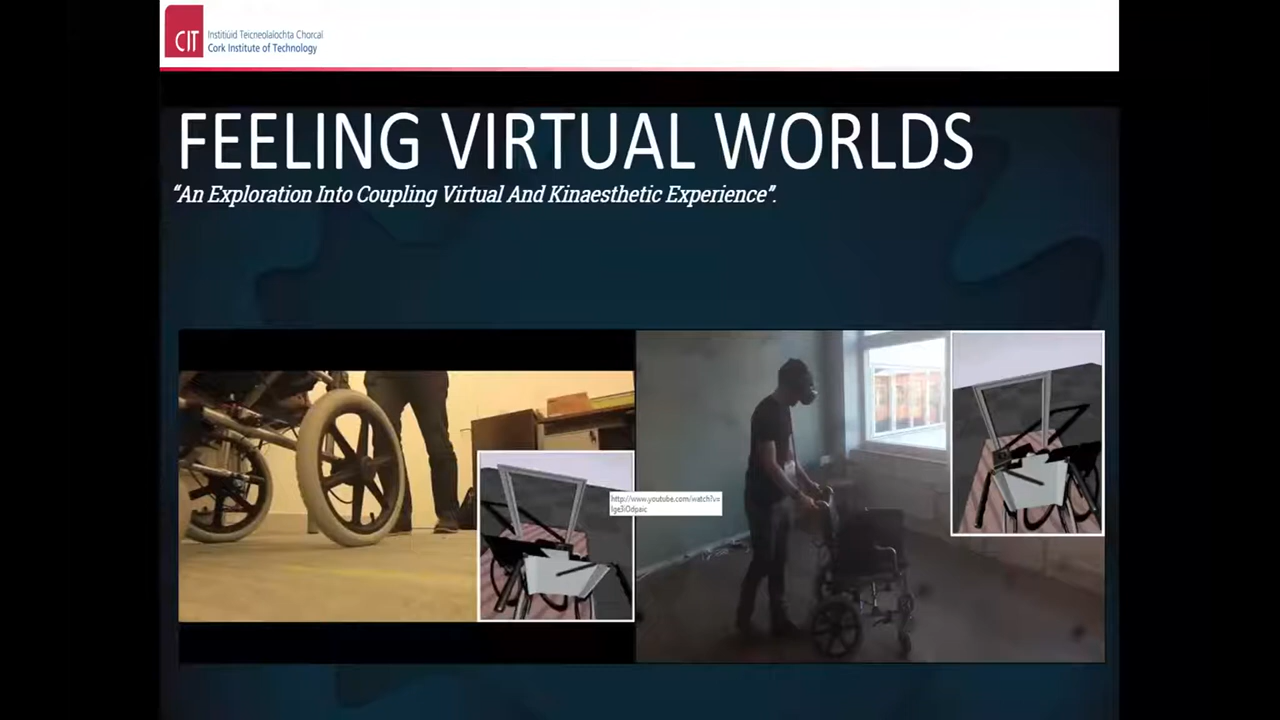 CIT
Institiúid Teicneolaíochta Chorcaí
Cork Institute of Technology
FEELING VIRTUAL WORLDS
“An Exploration Into Coupling Virtual And Kinaesthetic Experience”.
http://www.youtube.com/watch?v=